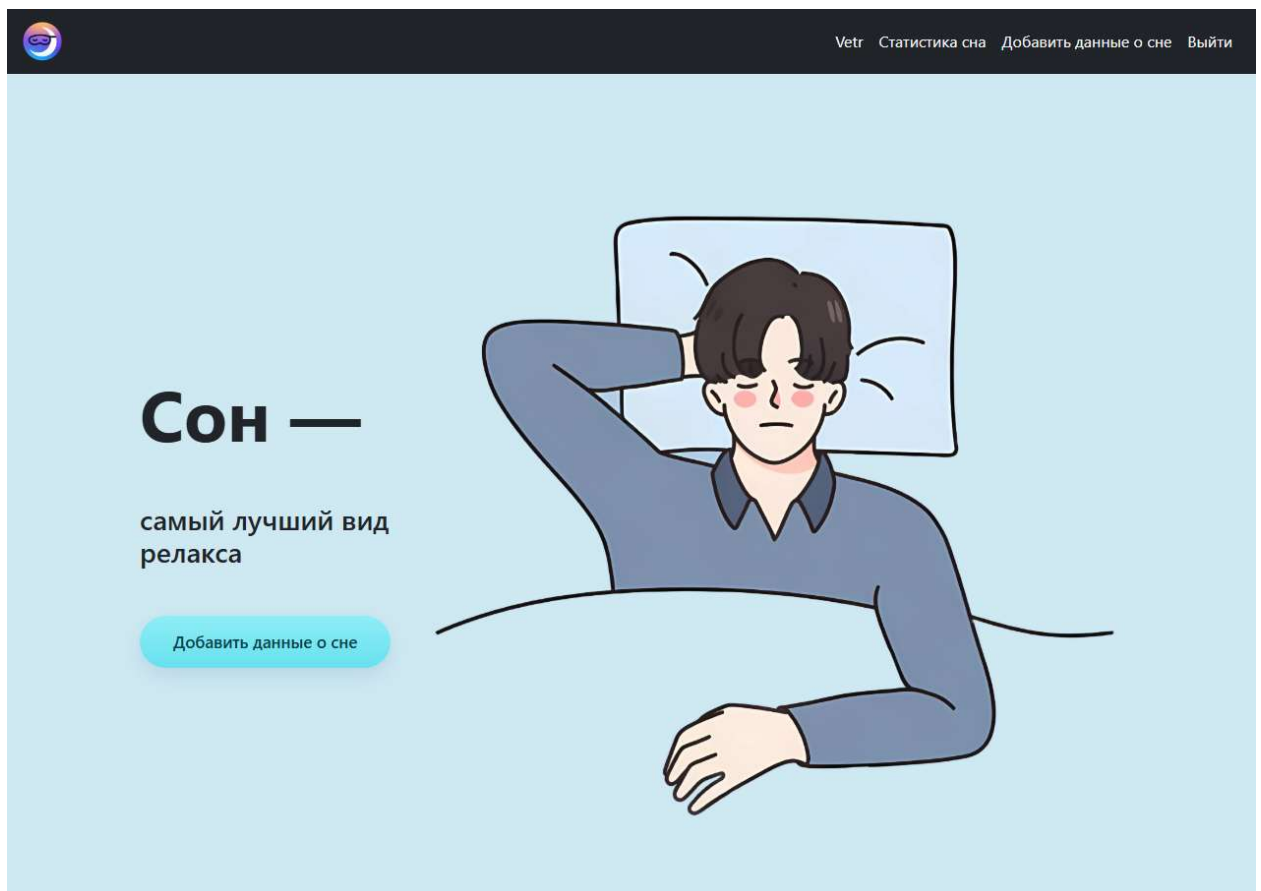 Vetr Статистика сна Добавить данные о сне Выйти
Сон —
самый лучший вид
релакса
Добавить данные о сне